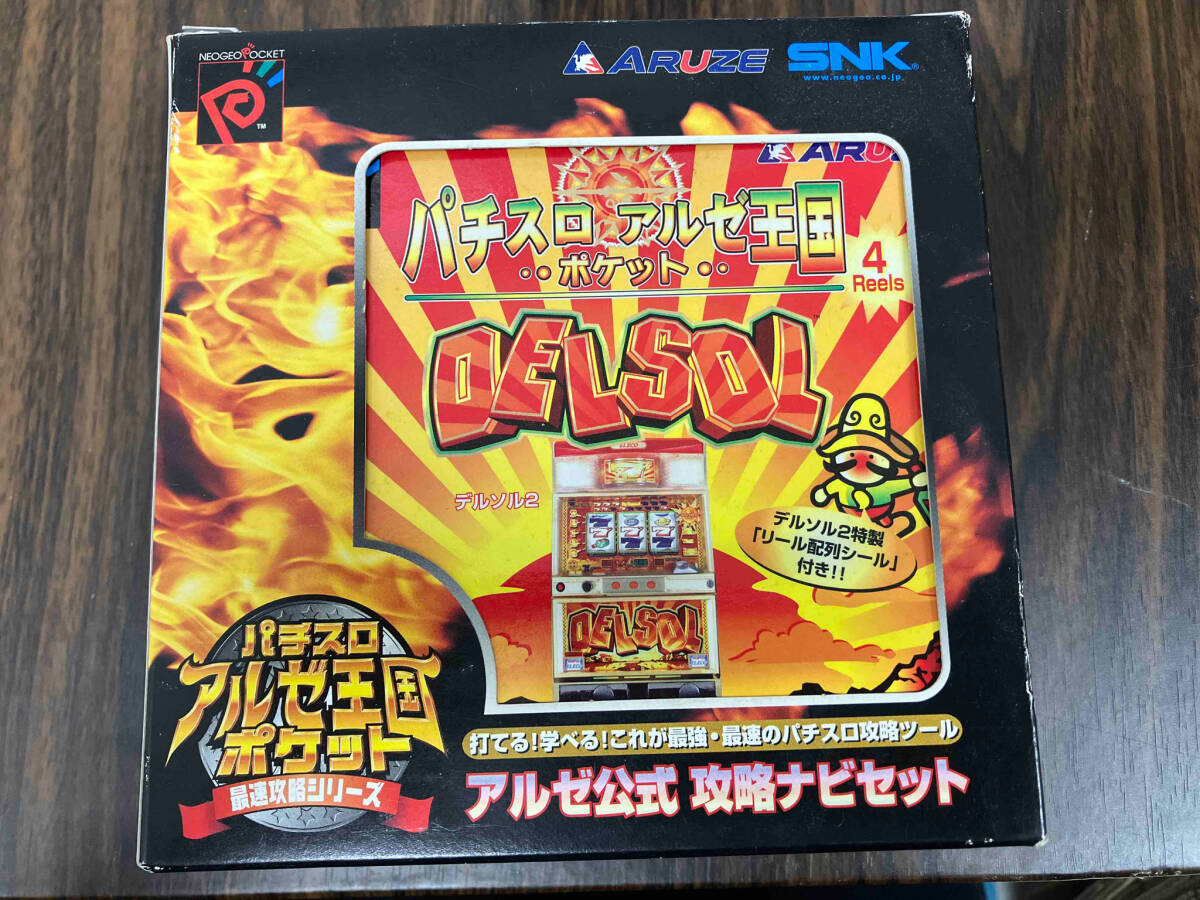 NEOGEO POCKET
TM
ARUZE
SNK®
www.neogeo.co.jp
ARUZ
パチスロ アルゼ王国
‥ポケット‥
4
Reels
DELSOL™
ELECO
デルソル2
777
DELSOL
デルソル2特製
「リール配列シール」
付き!!
パチスロ
アルゼ王国
ポケット
最速攻略シリーズ
打てる!学べる!これが最強・最速のパチスロ攻略ツール
アルゼ公式 攻略ナビセット